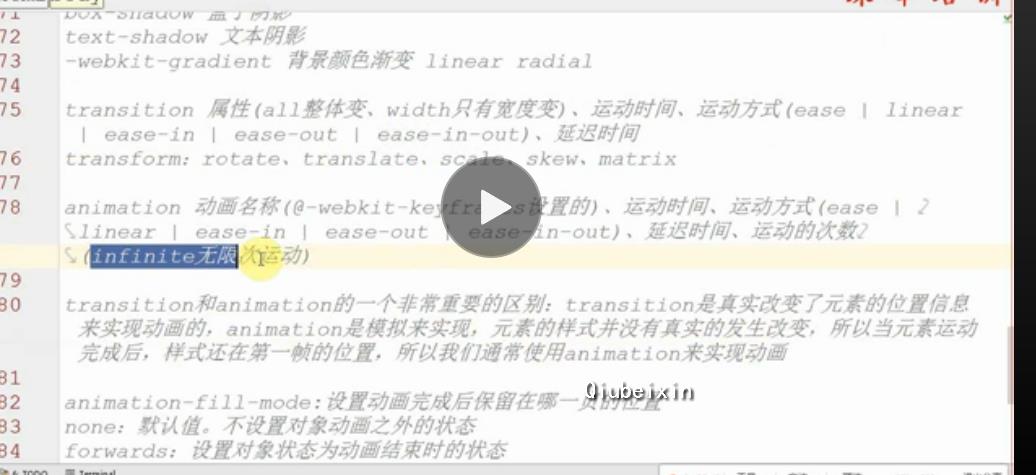 71 box-shadow 盒子阴影
72 text-shadow 文本阴影
73 -webkit-gradient 背景颜色渐变 linear radial
74
75 transition 属性(all整体变、width只有宽度变)、运动时间、运动方式(ease | linear
| ease-in | ease-out | ease-in-out)、延迟时间
76 transform: rotate、translate、scale、skew、matrix
77
78 animation 动画名称(@-webkit-keyframes设置的)、运动时间、运动方式(ease |
linear | ease-in | ease-out | ease-in-out)、延迟时间、运动的次数
(infinite无限次运动)
79
80 transition和animation的一个非常重要的区别: transition是真实改变了元素的位置信息
来实现动画的, animation是模拟来实现, 元素的样式并没有真实的发生改变, 所以当元素运动
完成后, 样式还在第一帧的位置, 所以我们通常使用animation来实现动画
81
Qiubeixin
82 animation-fill-mode:设置动画完成后保留在哪一页的位置
83 none: 默认值。不设置对象动画之外的状态
84 forwards: 设置对象状态为动画结束时的状态
6: TODO Terminal